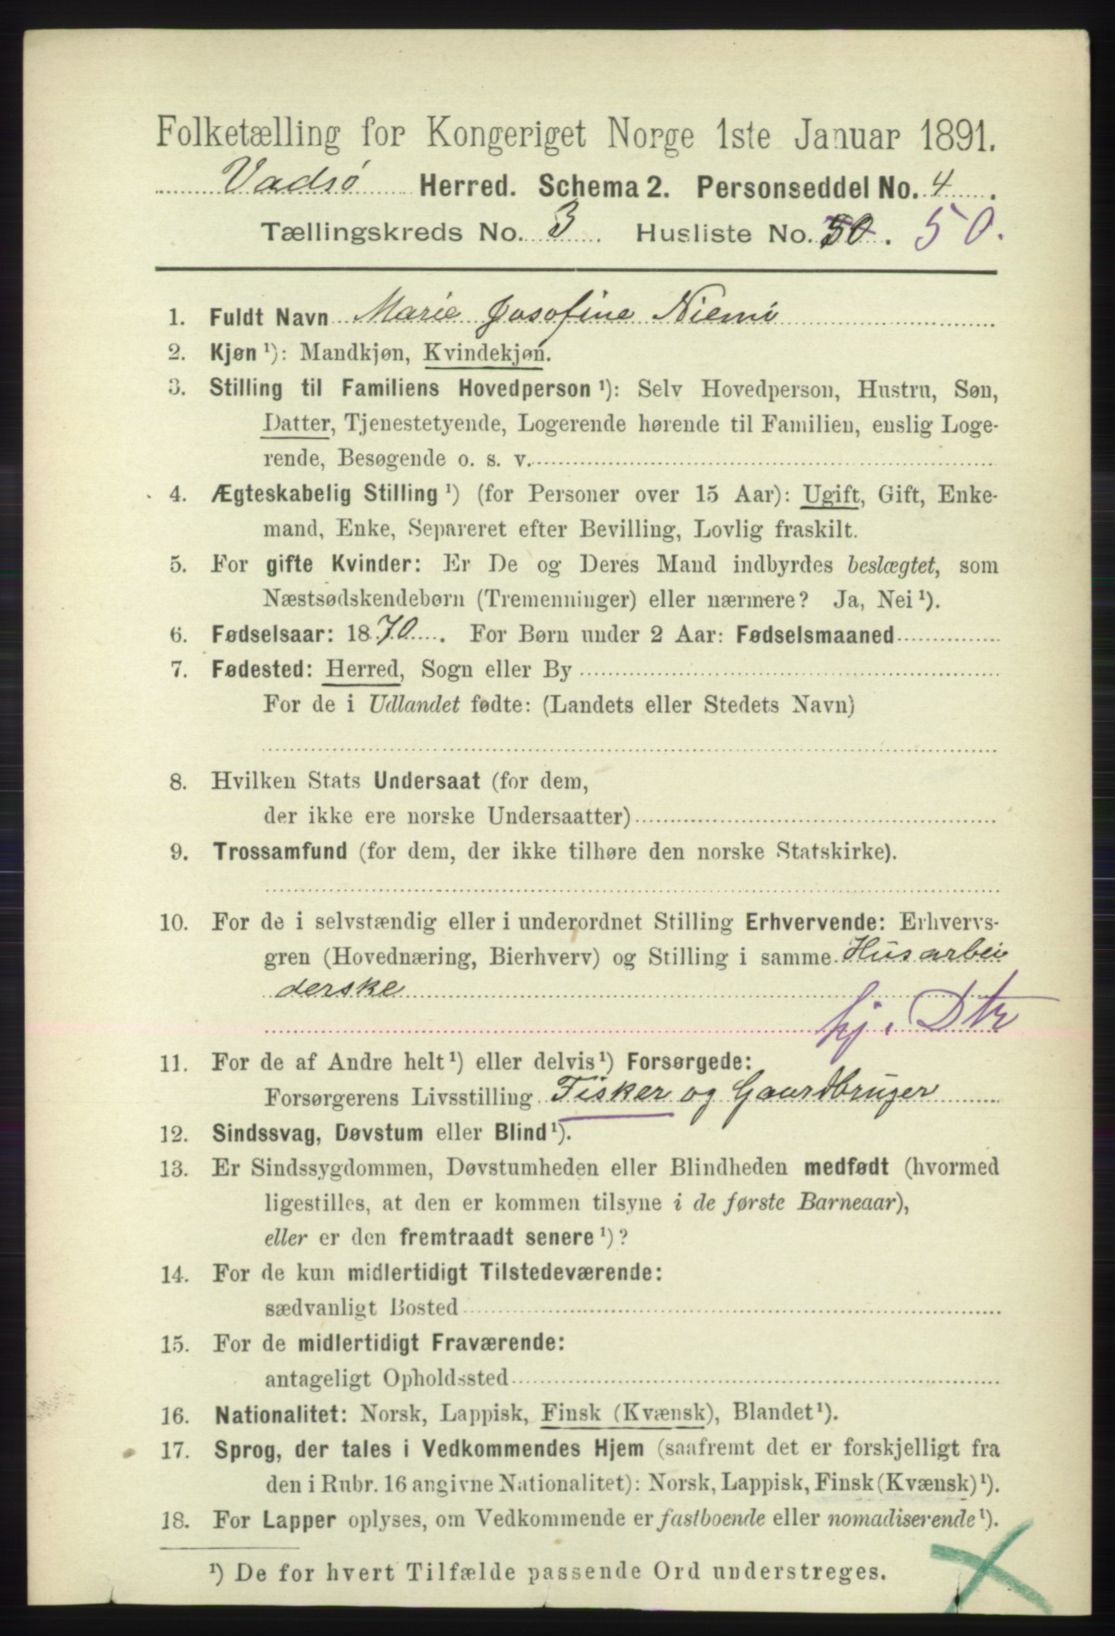 Folketælling for Kongeriget Norge 1ste Januar 1891.
Vadsø Herred. Schema 2. Personseddel No. 4.
Tællingskreds No. 3. Husliste No. 50. 50.
1. Fuldt Navn Marie Josofine Niemi
2. Kjøn ¹): Mandkjøn, Kvindekjøn.
3. Stilling til Familiens Hovedperson ¹): Selv Hovedperson, Hustru, Søn,
Datter, Tjenestetyende, Logerende hørende til Familien, enslig Loge-
rende, Besøgende o. s. v.
4. Ægteskabelig Stilling ¹) (for Personer over 15 Aar): Ugift, Gift, Enke-
mand, Enke, Separeret efter Bevilling, Lovlig fraskilt.
5. For gifte Kvinder: Er De og Deres Mand indbyrdes beslægtet, som
Næstsødskendebørn (Tremenninger) eller nærmere? Ja, Nei ¹).
6. Fødselsaar: 1870. For Børn under 2 Aar: Fødselsmaaned
7. Fødested: Herred, Sogn eller By
For de i Udlandet fødte: (Landets eller Stedets Navn)
8. Hvilken Stats Undersaat (for dem,
der ikke ere norske Undersaatter)
9. Trossamfund (for dem, der ikke tilhøre den norske Statskirke).
10. For de i selvstændig eller i underordnet Stilling Erhvervende: Erhvervs-
gren (Hovednæring, Bierhverv) og Stilling i samme Husarbei
derske
hj. Dtr
11. For de af Andre helt ¹) eller delvis ¹) Forsørgede:
Forsørgerens Livsstilling Fisker og Gaardbruger
12. Sindssvag, Døvstum eller Blind ¹).
13. Er Sindssygdommen, Døvstumheden eller Blindheden medfødt (hvormed
ligestilles, at den er kommen tilsyne i de første Barneaar),
eller er den fremtraadt senere ¹)?
14. For de kun midlertidigt Tilstedeværende:
sædvanligt Bosted
15. For de midlertidigt Fraværende:
antageligt Opholdssted
16. Nationalitet: Norsk, Lappisk, Finsk (Kvænsk), Blandet ¹).
17. Sprog, der tales i Vedkommendes Hjem (saafremt det er forskjelligt fra
den i Rubr. 16 angivne Nationalitet): Norsk, Lappisk, Finsk (Kvænsk) ¹).
18. For Lapper oplyses, om Vedkommende er fastboende eller nomadiserende ¹).
¹) De for hvert Tilfælde passende Ord understreges.